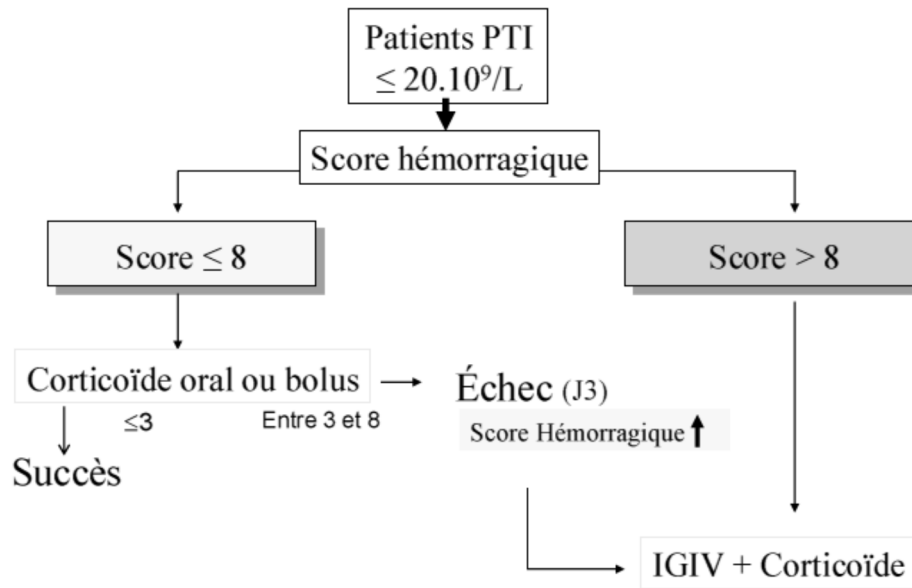 Patients PTI
≤ 20.10⁹/L
Score hémorragique
Score ≤ 8
Score > 8
Corticoïde oral ou bolus
Échec (J3)
≤3
Entre 3 et 8
Score Hémorragique
Succès
IGIV + Corticoïde